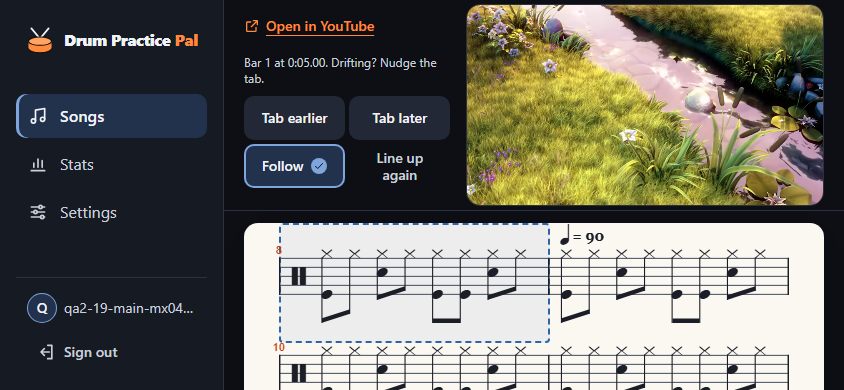 Drum Practice Pal
Songs
Stats
Settings
Q qa2-19-main-mx04...
Sign out
Open in YouTube
Bar 1 at 0:05.00. Drifting? Nudge the
tab.
Tab earlier
Tab later
Follow
Line up
again
8
= 90
10